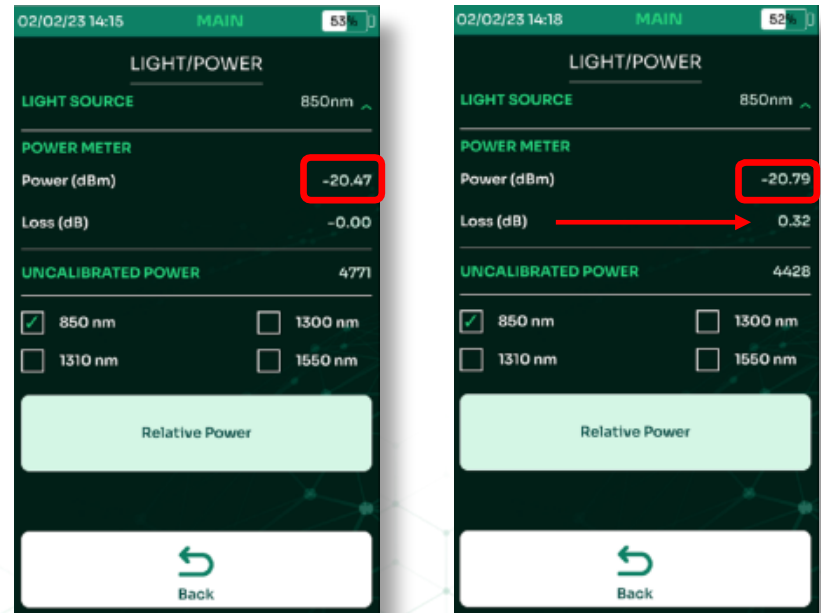 02/02/23 14:15 MAIN 53%
LIGHT/POWER
LIGHT SOURCE 850nm
POWER METER
Power (dBm) -20.47
Loss (dB) -0.00
UNCALIBRATED POWER 4771
850 nm 1300 nm
1310 nm 1550 nm
Relative Power
Back
02/02/23 14:18 MAIN 52%
LIGHT/POWER
LIGHT SOURCE 850nm
POWER METER
Power (dBm) -20.79
Loss (dB) 0.32
UNCALIBRATED POWER 4428
850 nm 1300 nm
1310 nm 1550 nm
Relative Power
Back